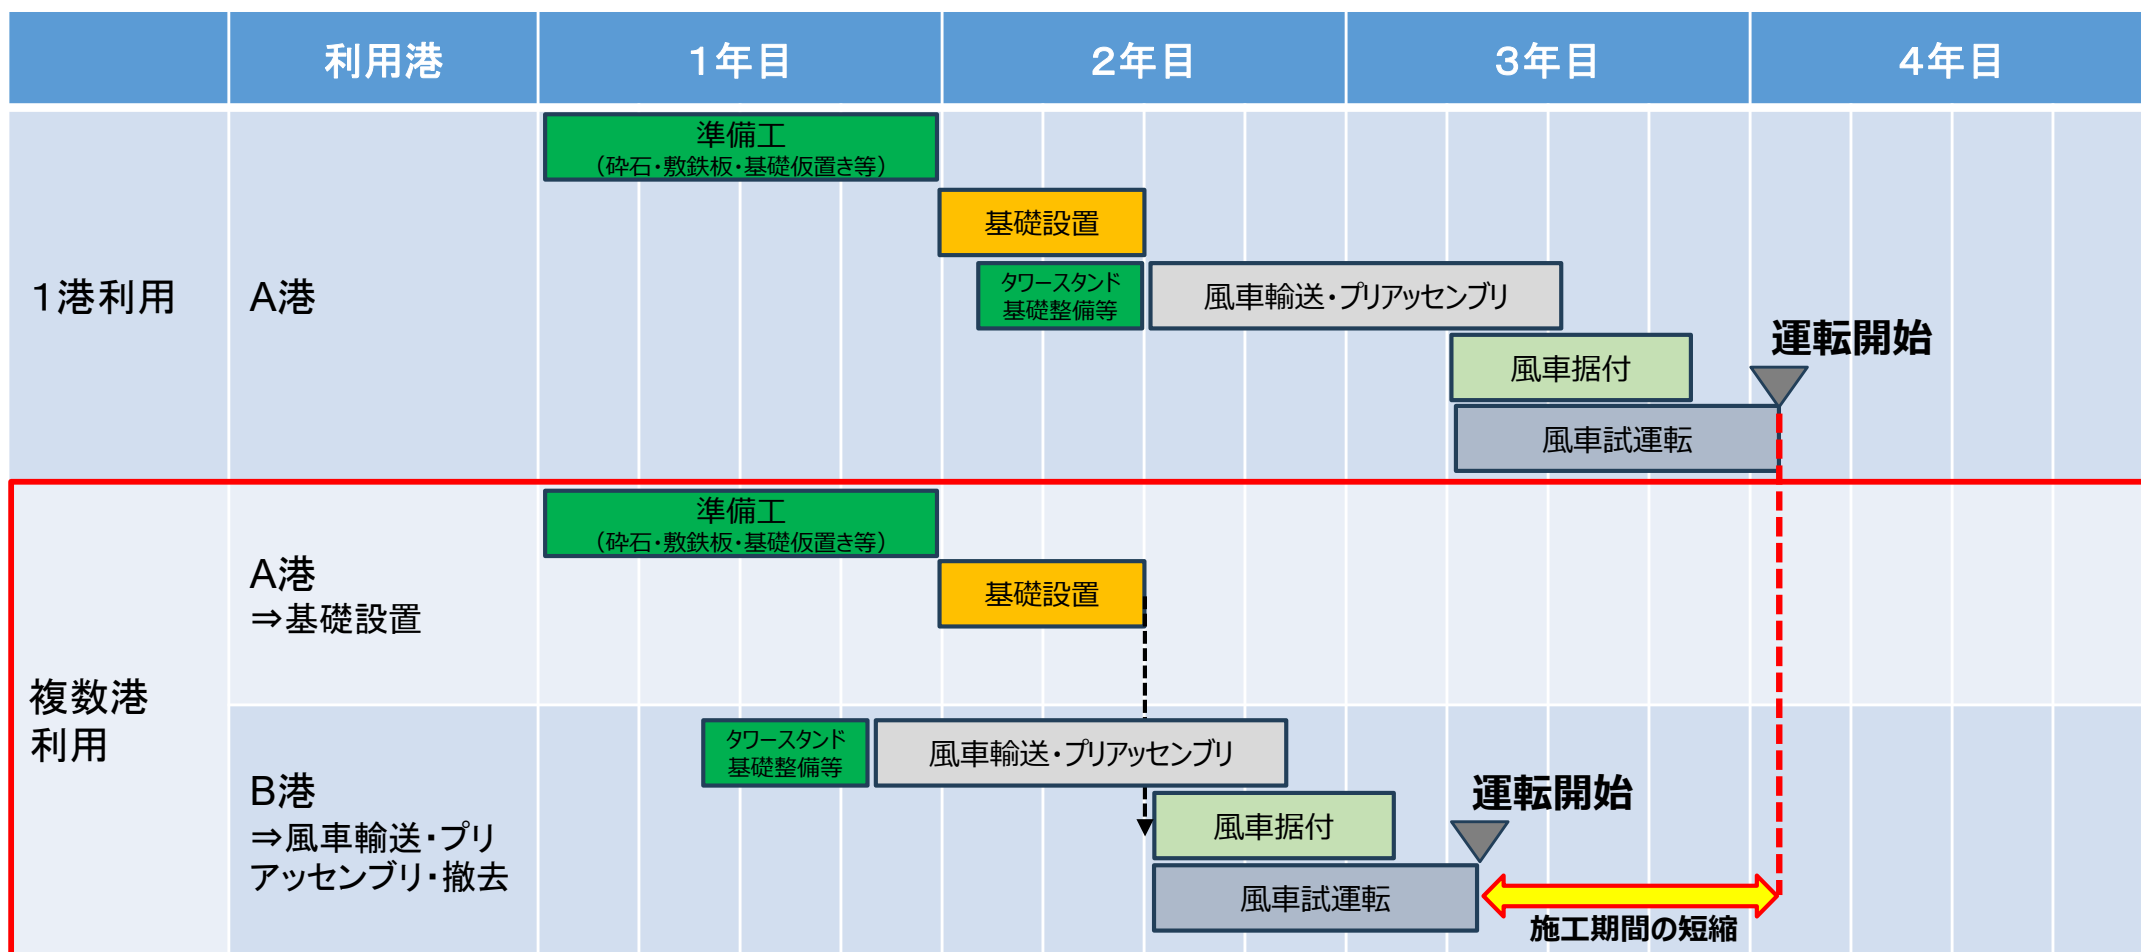 利用港
1年目
2年目
3年目
4年目
1港利用
A港
準備工
（砕石・敷鉄板・基礎仮置き等）
基礎設置
タワースタンド
基礎整備等
風車輸送・プリアッセンブリ
風車据付
運転開始
風車試運転
複数港
利用
A港
⇒基礎設置
準備工
（砕石・敷鉄板・基礎仮置き等）
基礎設置
B港
⇒風車輸送・プリ
アッセンブリ・撤去
タワースタンド
基礎整備等
風車輸送・プリアッセンブリ
風車据付
運転開始
風車試運転
施工期間の短縮